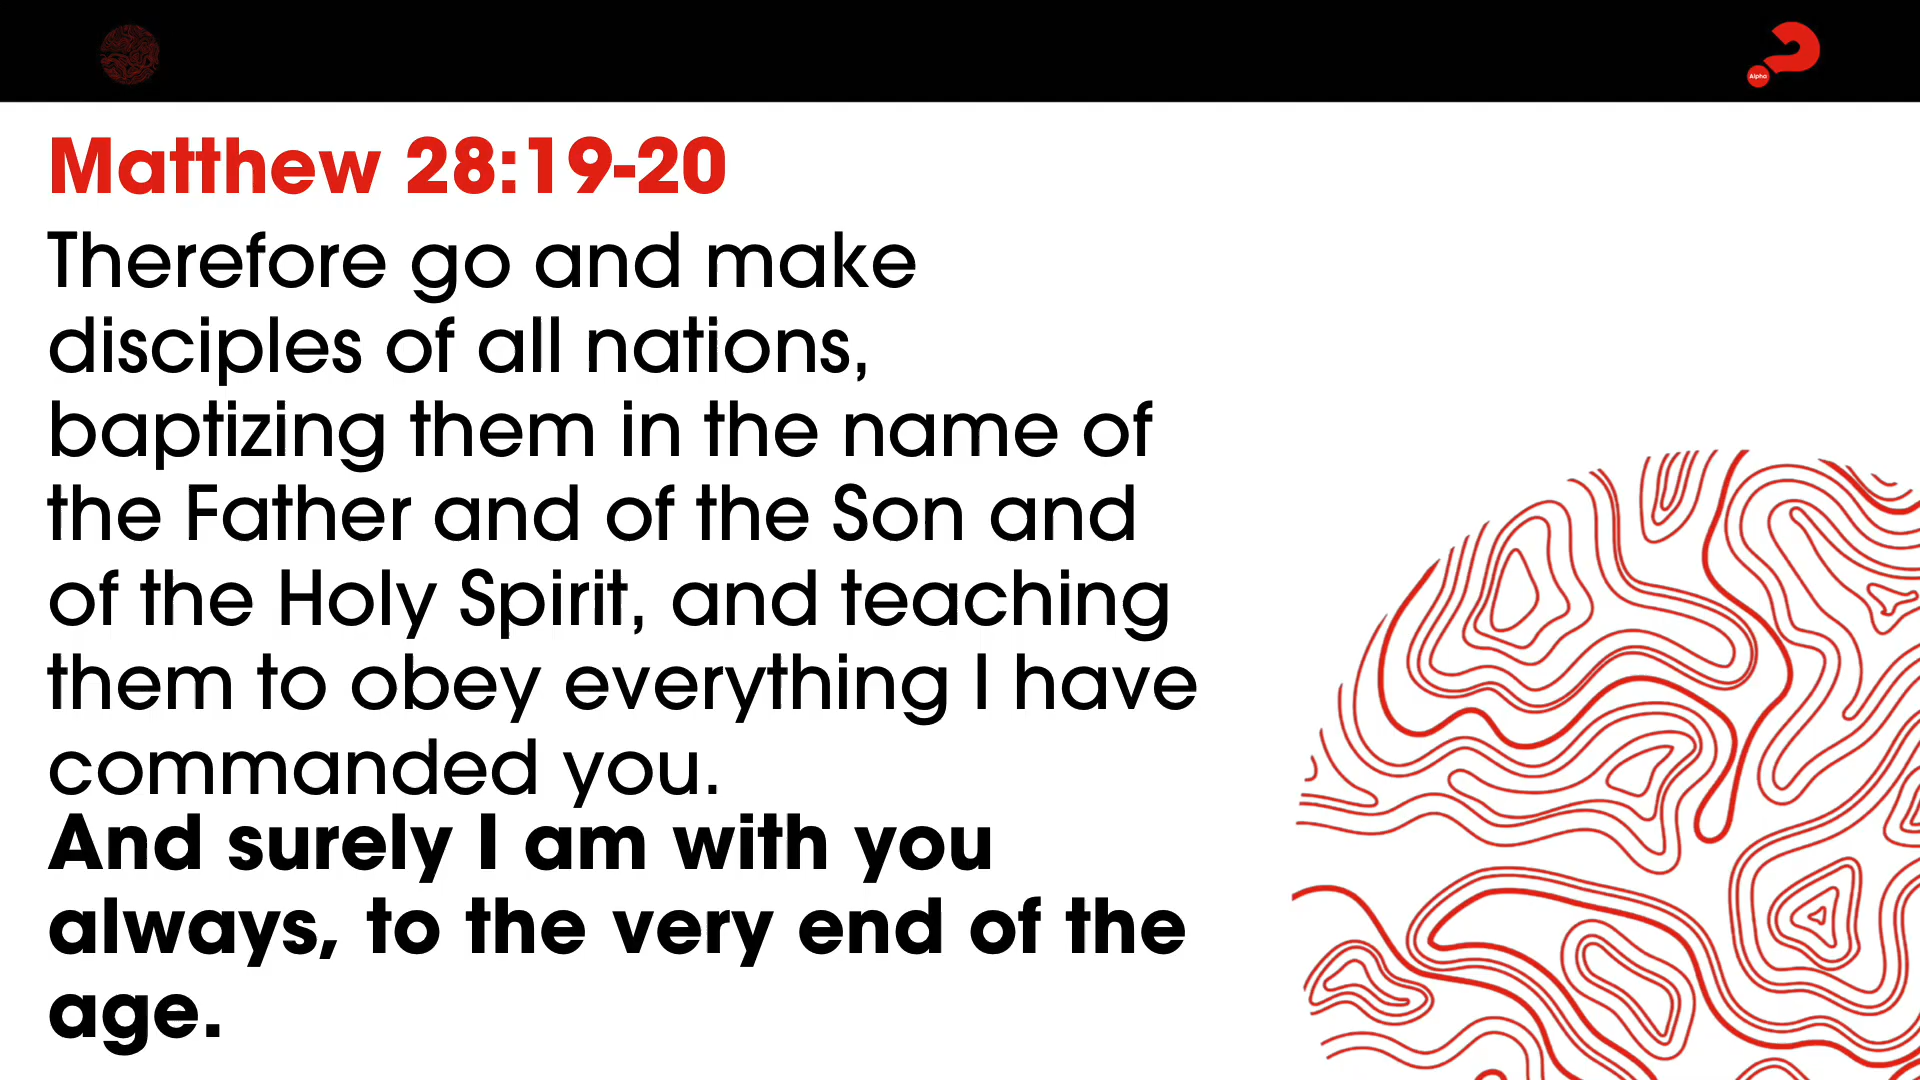 Alpha
Matthew 28:19-20
Therefore go and make
disciples of all nations,
baptizing them in the name of
the Father and of the Son and
of the Holy Spirit, and teaching
them to obey everything I have
commanded you.
And surely I am with you
always, to the very end of the
age.